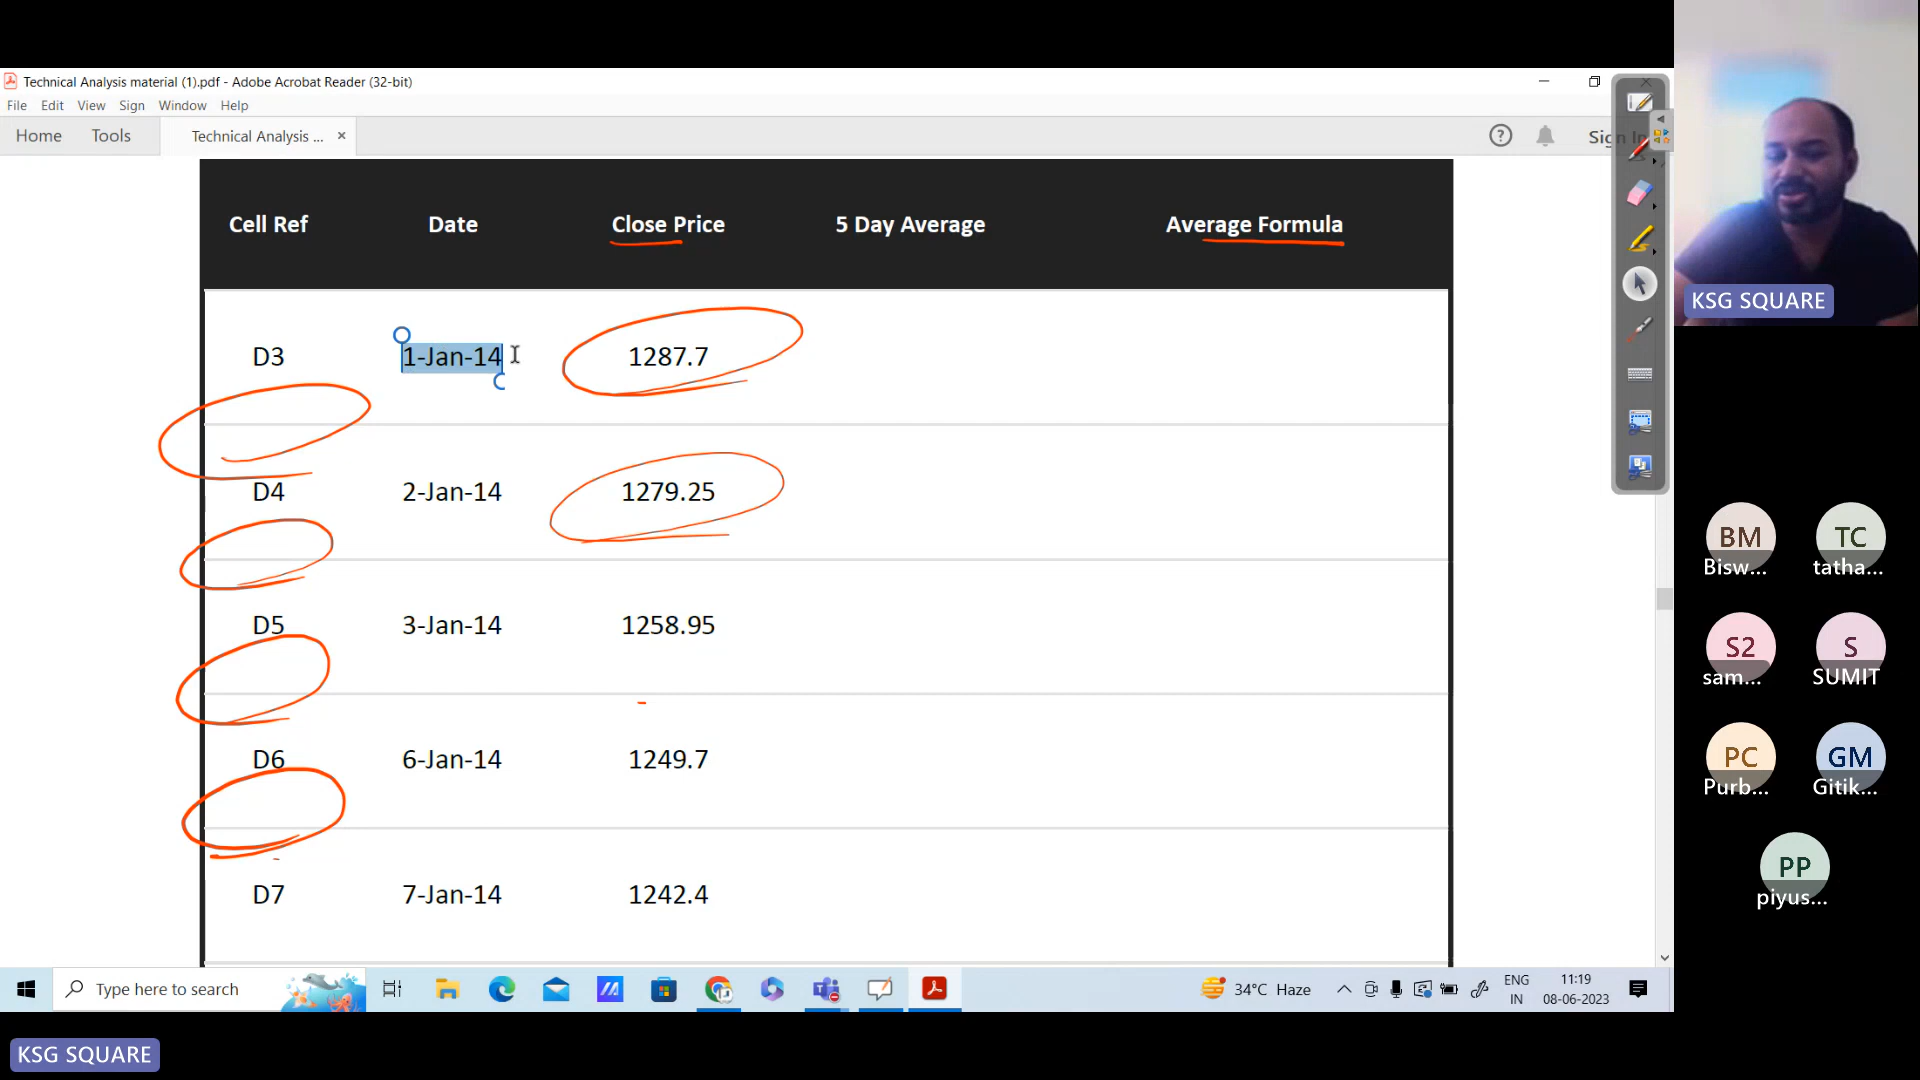 Technical Analysis material (1).pdf - Adobe Acrobat Reader (32-bit)
File Edit View Sign Window Help
Home Tools Technical Analysis ... ×
Cell Ref Date Close Price 5 Day Average Average Formula
D3 1-Jan-14 1287.7
D4 2-Jan-14 1279.25
D5 3-Jan-14 1258.95
D6 6-Jan-14 1249.7
D7 7-Jan-14 1242.4
KSG SQUARE
BM TC
Bisw... tatha...
S2 S
sam... SUMIT
PC GM
Purb... Gitik...
PP
piyus...
Type here to search
34°C Haze
ENG
IN
11:19
08-06-2023
KSG SQUARE